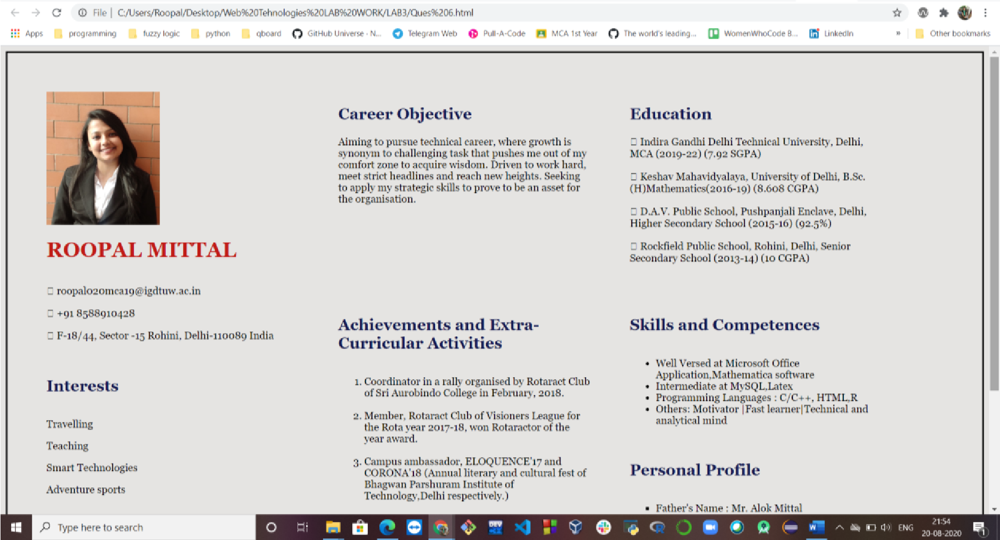 File | C:/Users/Roopal/Desktop/Web%20Tehnologies%20LAB%20WORK/LAB3/Ques%206.html
Apps programming fuzzy logic python qboard GitHub Universe - N... Telegram Web Pull-A-Code MCA 1st Year The world's leading... WomenWhoCode B... LinkedIn » Other bookmarks
ROOPAL MITTAL
roopal020mca19@igdtuw.ac.in
+91 8588910428
F-18/44, Sector -15 Rohini, Delhi-110089 India
Interests
Travelling
Teaching
Smart Technologies
Adventure sports
Career Objective
Aiming to pursue technical career, where growth is
synonym to challenging task that pushes me out of my
comfort zone to acquire wisdom. Driven to work hard,
meet strict headlines and reach new heights. Seeking
to apply my strategic skills to prove to be an asset for
the organisation.
Achievements and Extra-
Curricular Activities
1. Coordinator in a rally organised by Rotaract Club
of Sri Aurobindo College in February, 2018.
2. Member, Rotaract Club of Visioners League for
the Rota year 2017-18, won Rotaractor of the
year award.
3. Campus ambassador, ELOQUENCE'17 and
CORONA'18 (Annual literary and cultural fest of
Bhagwan Parshuram Institute of
Technology,Delhi respectively.)
Education
Indira Gandhi Delhi Technical University, Delhi,
MCA (2019-22) (7.92 SGPA)
Keshav Mahavidyalaya, University of Delhi, B.Sc.
(H)Mathematics(2016-19) (8.608 CGPA)
D.A.V. Public School, Pushpanjali Enclave, Delhi,
Higher Secondary School (2015-16) (92.5%)
Rockfield Public School, Rohini, Delhi, Senior
Secondary School (2013-14) (10 CGPA)
Skills and Competences
• Well Versed at Microsoft Office
Application,Mathematica software
• Intermediate at MySQL,Latex
• Programming Languages : C/C++, HTML,R
• Others: Motivator |Fast learner|Technical and
analytical mind
Personal Profile
▪ Father's Name : Mr. Alok Mittal
Type here to search
DEV
ENG
21:54
20-08-2020
1